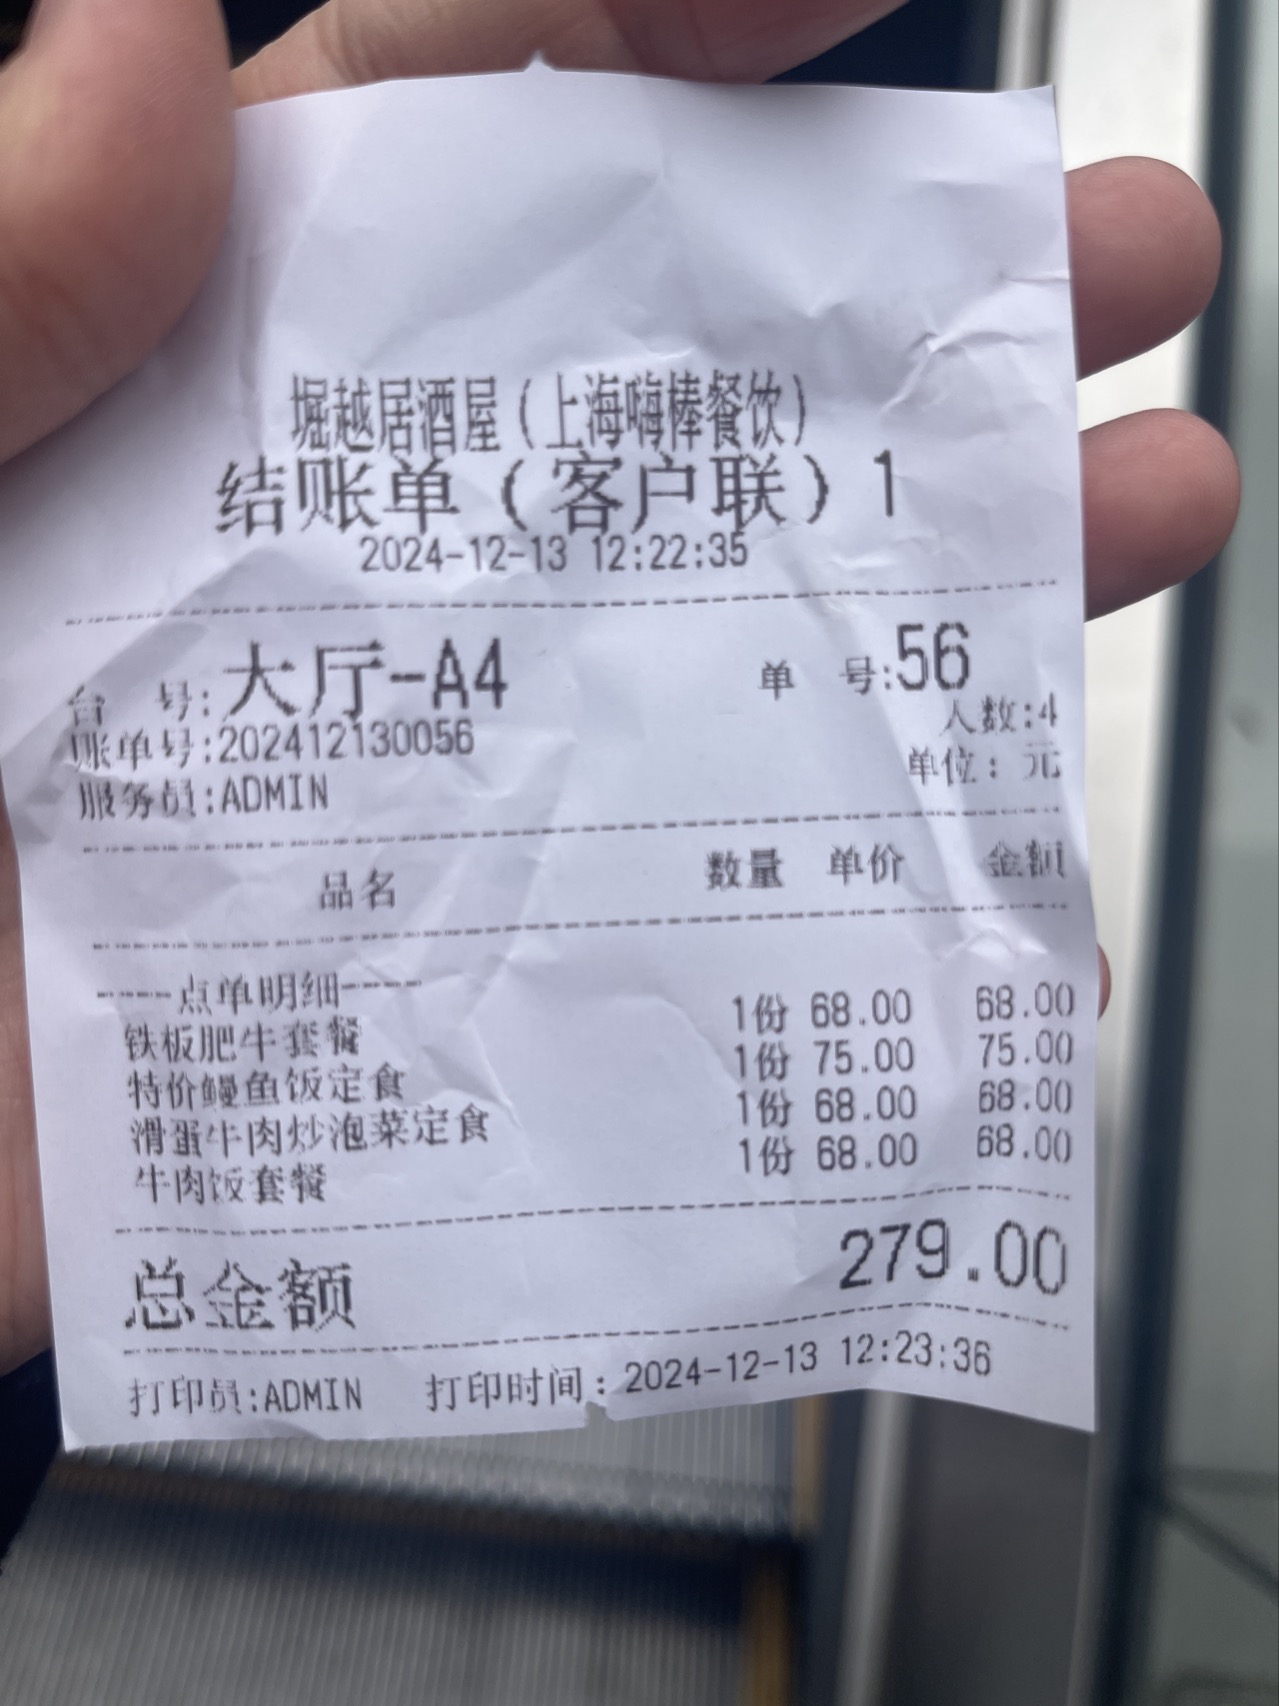 堀越居酒屋(上海嗨棒餐饮)
结账单(客户联)1
2024-12-13 12:22:35
台 号:大厅-A4 单 号:56
人数:4
账单号:202412130056
单位:元
服务员:ADMIN
品名 数量 单价 金额
----点单明细----
铁板肥牛套餐 1份 68.00 68.00
特价鳗鱼饭定食 1份 75.00 75.00
滑蛋牛肉炒泡菜定食 1份 68.00 68.00
牛肉饭套餐 1份 68.00 68.00
总金额 279.00
打印员:ADMIN 打印时间:2024-12-13 12:23:36